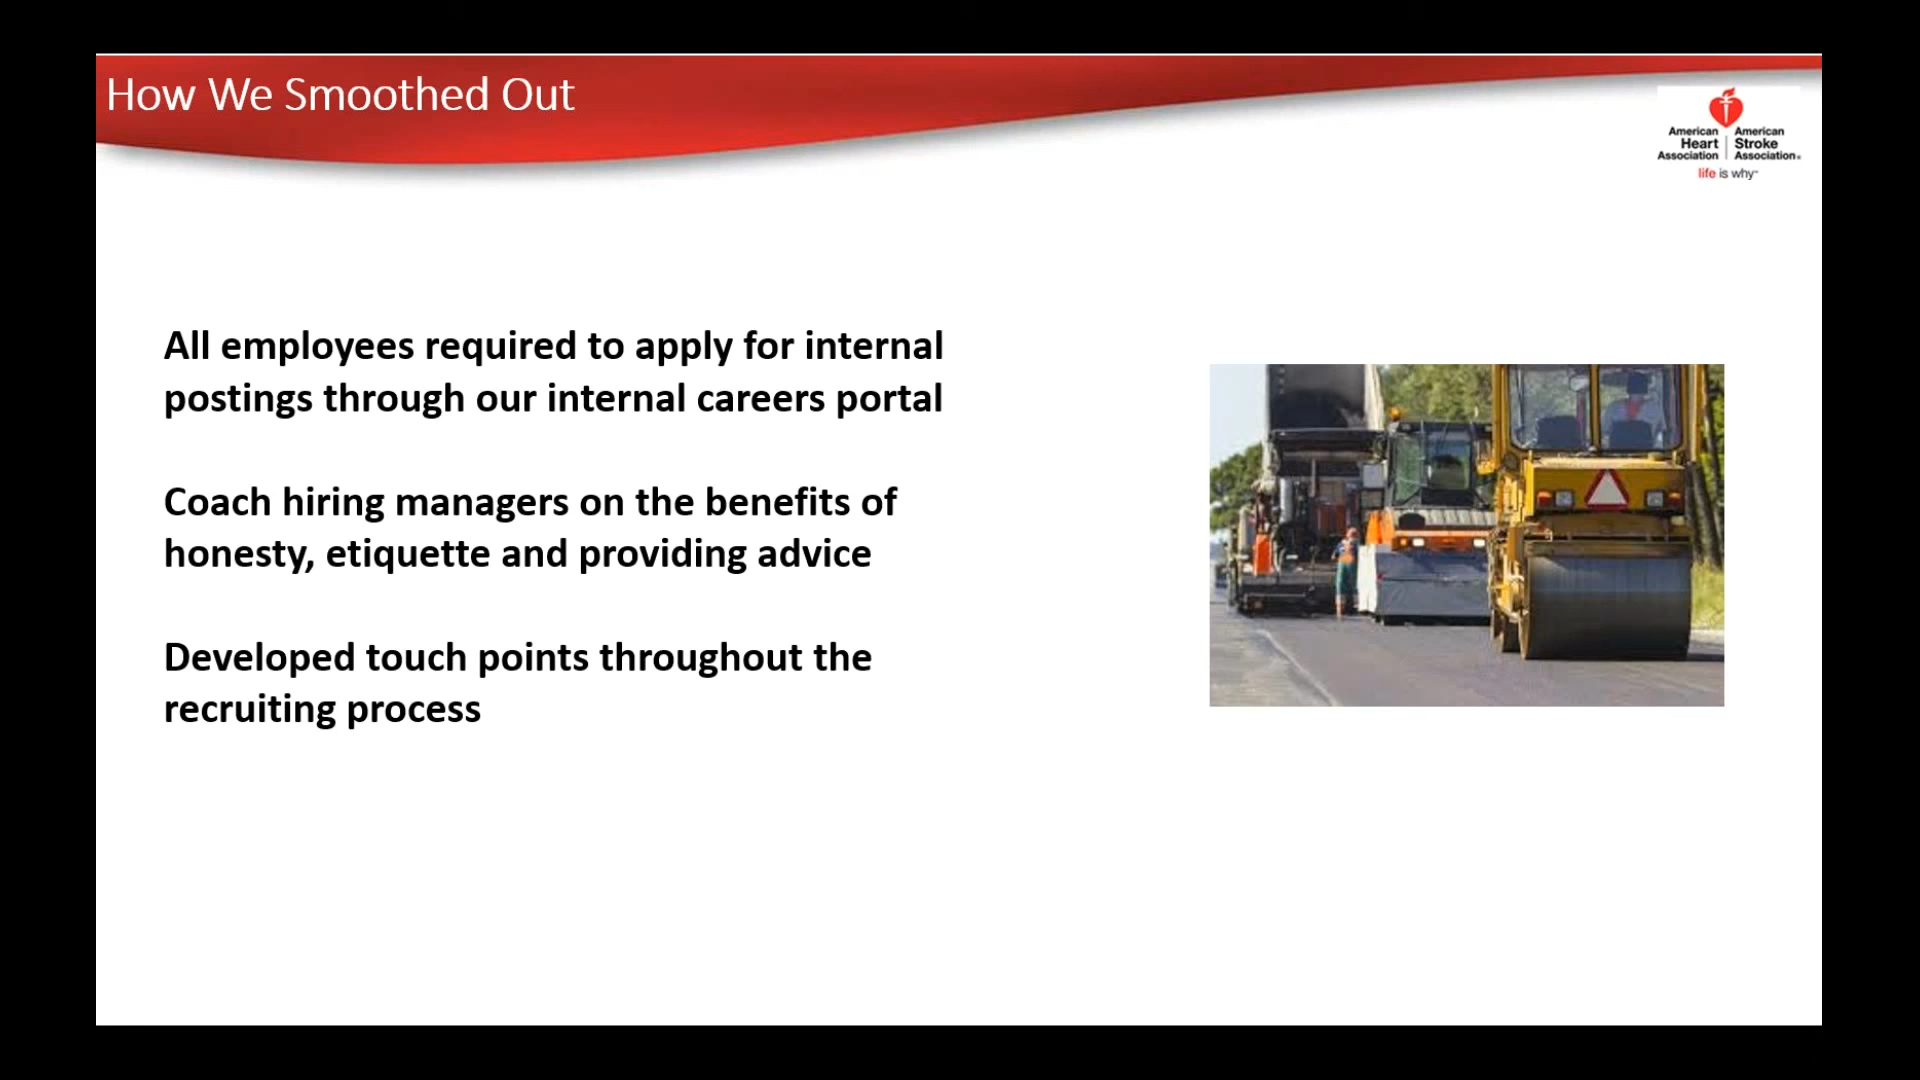 How We Smoothed Out
American American
Heart Stroke
Association Association®
life is why™
All employees required to apply for internal
postings through our internal careers portal
Coach hiring managers on the benefits of
honesty, etiquette and providing advice
Developed touch points throughout the
recruiting process